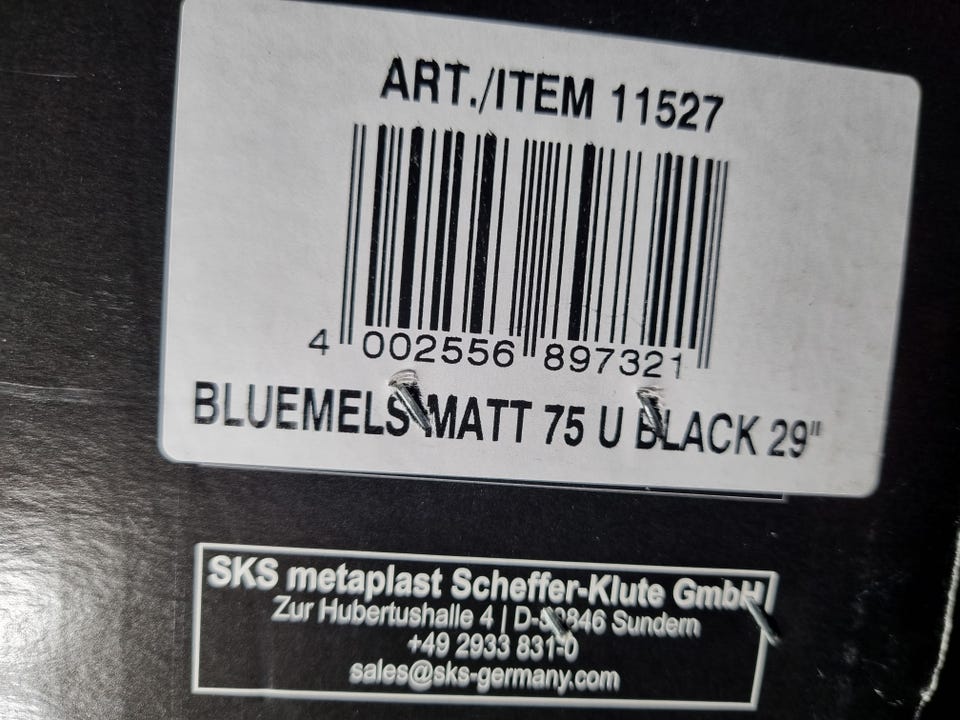 ART./ITEM 11527
4 002556 897321
BLUEMELS MATT 75 U BLACK 29"
SKS metaplast Scheffer-Klute GmbH
Zur Hubertushalle 4 | D-59846 Sundern
+49 2933 831-0
sales@sks-germany.com